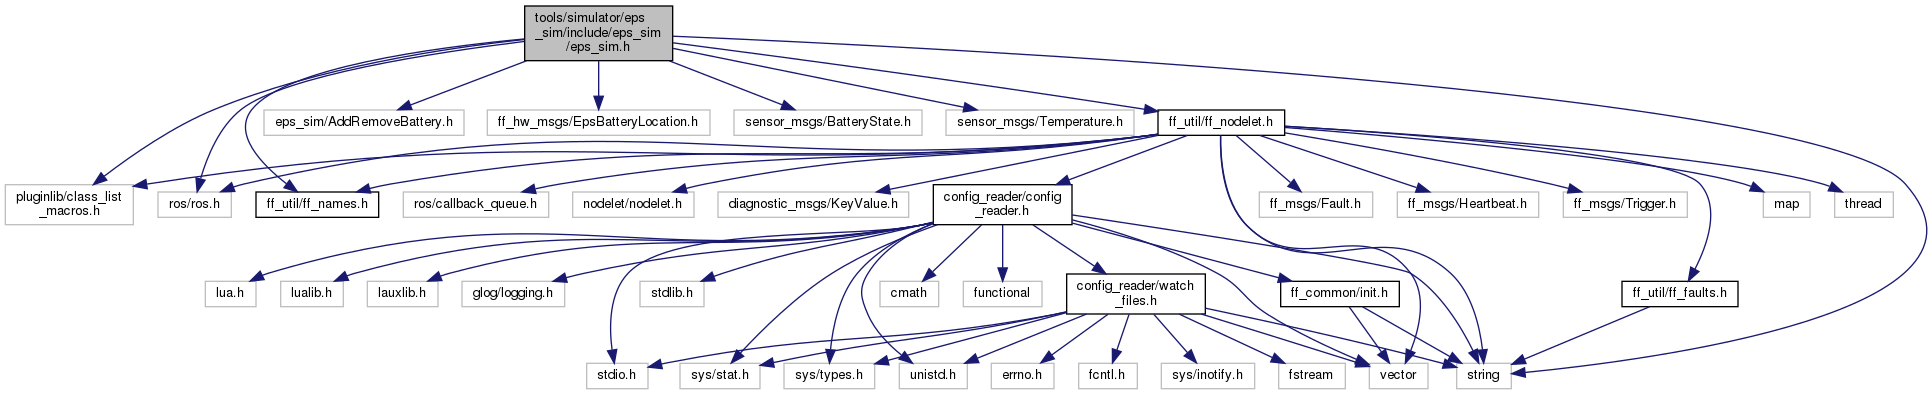 tools/simulator/eps
_sim/include/eps_sim
/eps_sim.h
eps_sim/AddRemoveBattery.h
ff_hw_msgs/EpsBatteryLocation.h
sensor_msgs/BatteryState.h
sensor_msgs/Temperature.h
ff_util/ff_nodelet.h
pluginlib/class_list
_macros.h
ros/ros.h
ff_util/ff_names.h
ros/callback_queue.h
nodelet/nodelet.h
diagnostic_msgs/KeyValue.h
config_reader/config
_reader.h
ff_msgs/Fault.h
ff_msgs/Heartbeat.h
ff_msgs/Trigger.h
map
thread
lua.h
lualib.h
lauxlib.h
glog/logging.h
stdlib.h
cmath
functional
config_reader/watch
_files.h
ff_common/init.h
ff_util/ff_faults.h
stdio.h
sys/stat.h
sys/types.h
unistd.h
errno.h
fcntl.h
sys/inotify.h
fstream
vector
string